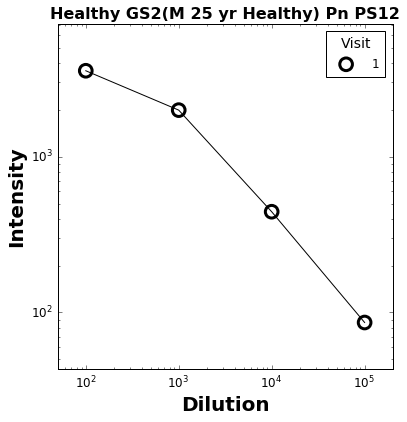 Healthy GS2(M 25 yr Healthy) Pn PS12
Visit
1
10³
10²
Intensity
10² 10³ 10⁴ 10⁵
Dilution